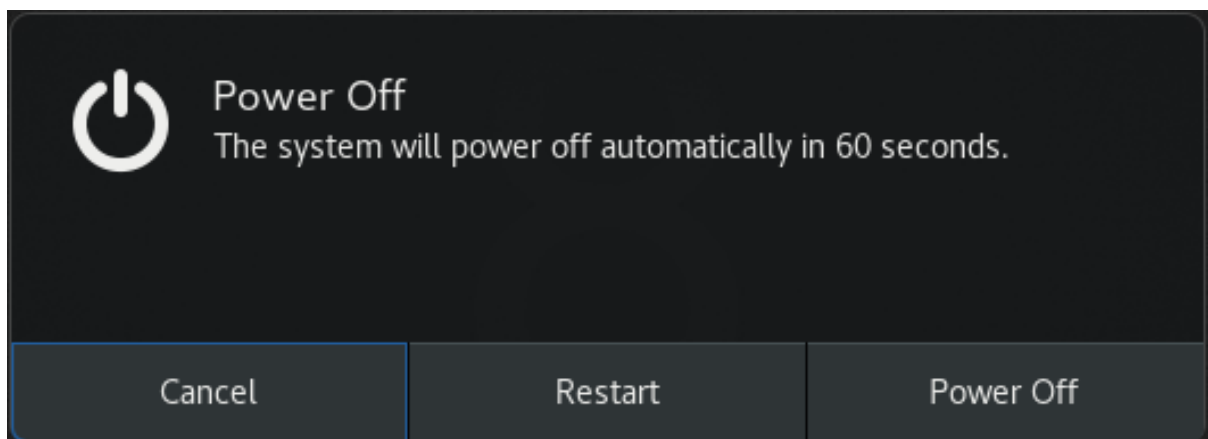 Power Off
The system will power off automatically in 60 seconds.
Cancel
Restart
Power Off